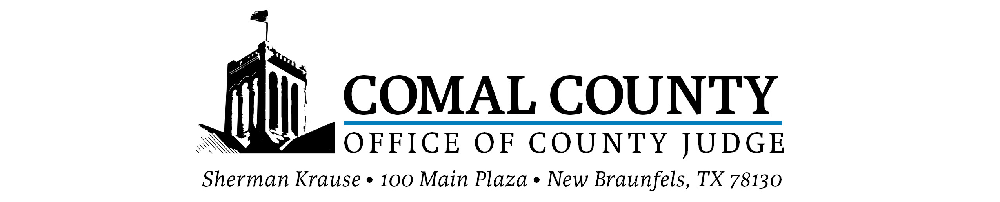 COMAL COUNTY
OFFICE OF COUNTY JUDGE
Sherman Krause • 100 Main Plaza • New Braunfels, TX 78130